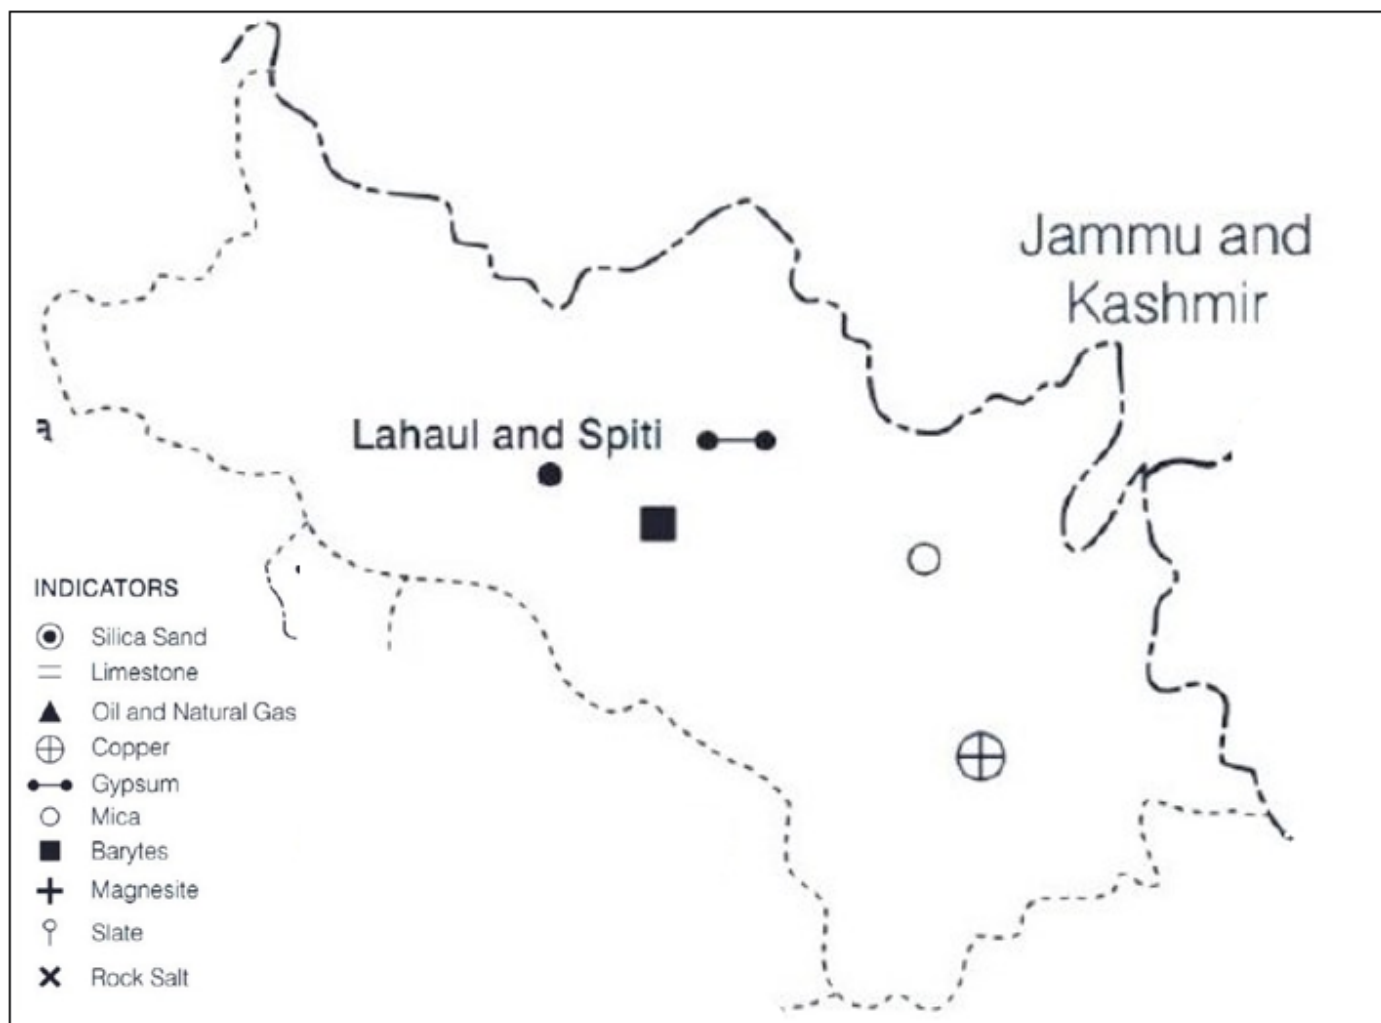 Jammu and
Kashmir
Lahaul and Spiti
a
INDICATORS
Silica Sand
Limestone
Oil and Natural Gas
Copper
Gypsum
Mica
Barytes
Magnesite
Slate
Rock Salt